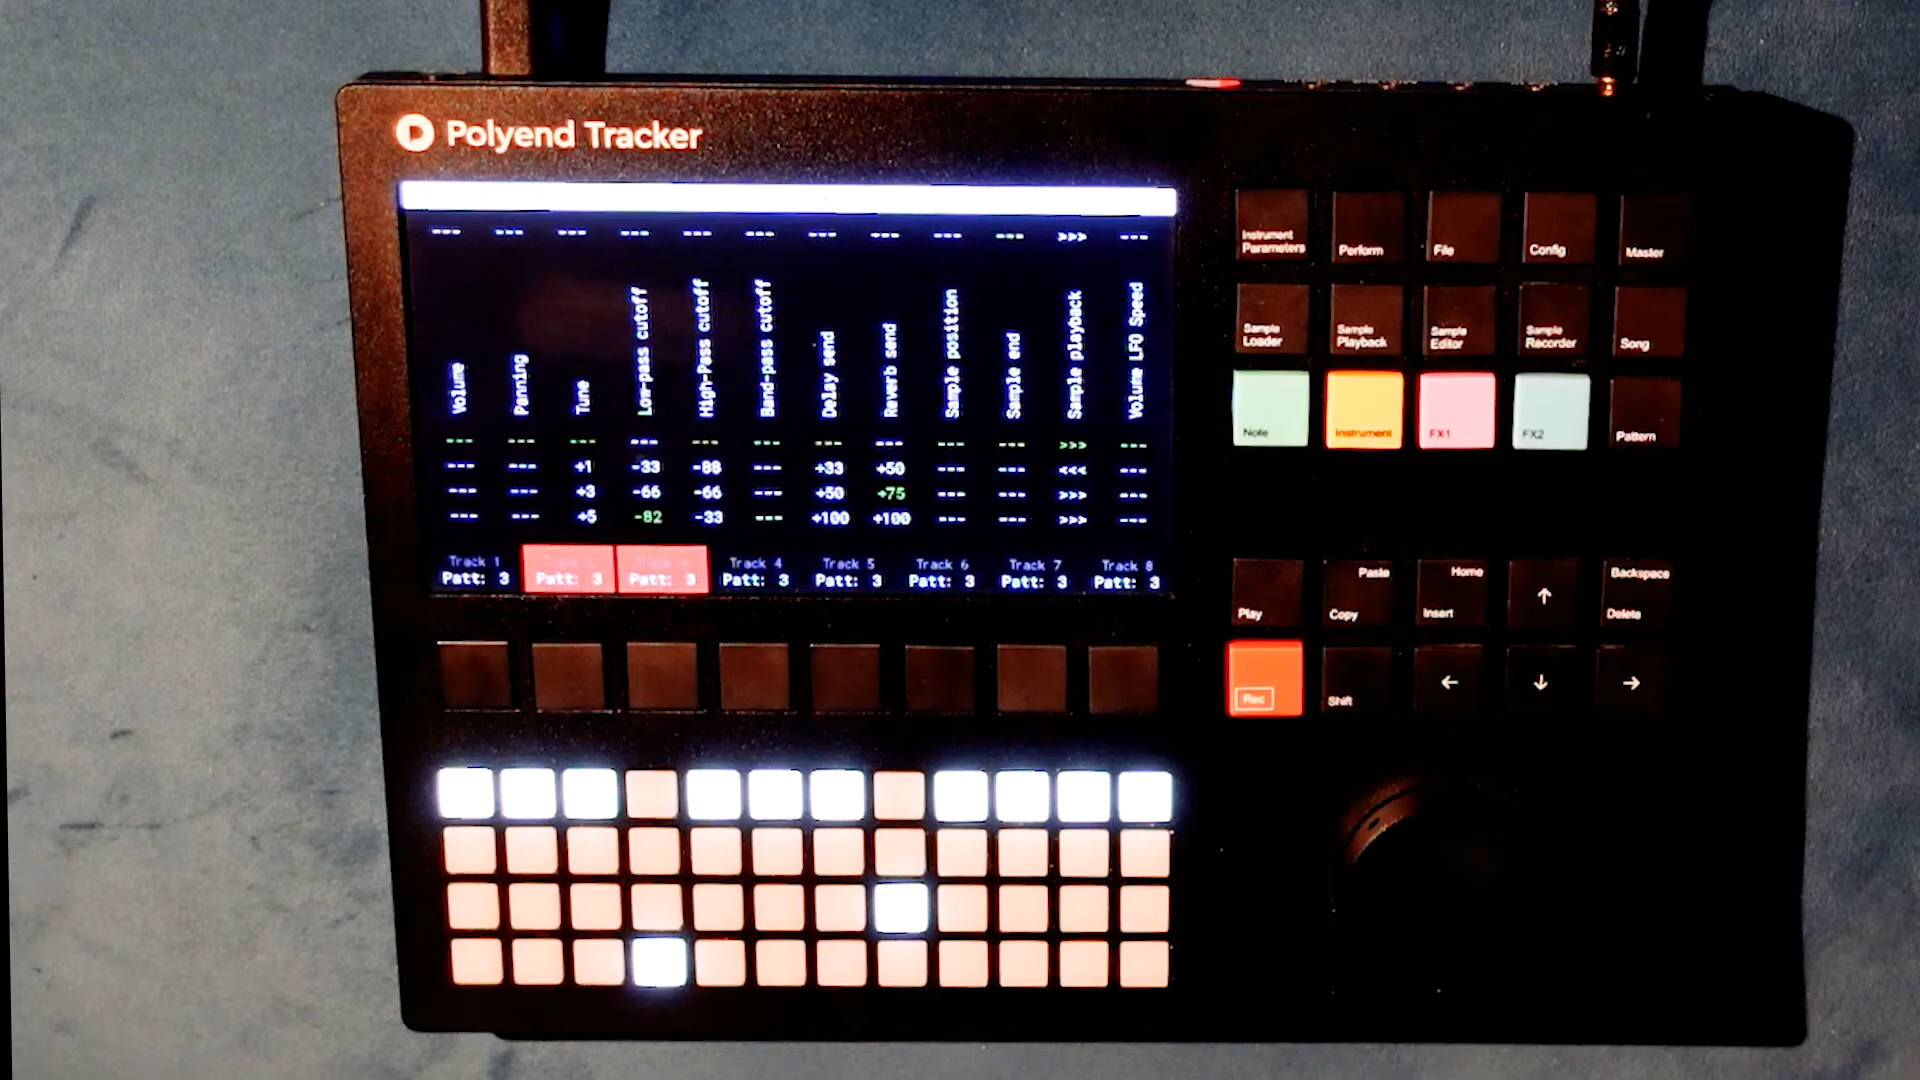 Polyend Tracker
--- --- --- --- --- --- --- --- --- --- >>> ---
Volume
Panning
Tune
Low-pass cutoff
High-Pass cutoff
Band-pass cutoff
Delay send
Reverb send
Sample position
Sample end
Sample playback
Volume LFO Speed
--- --- --- --- --- --- --- --- --- --- >>> ---
--- --- +1 -33 -88 --- +33 +50 --- --- <<< ---
--- --- +3 -66 -66 --- +50 +75 --- --- >>> ---
--- --- +5 -82 -33 --- +100 +100 --- --- >>> ---
Track 1 Track 4 Track 5 Track 6 Track 7 Track 8
Patt: 3 Patt: 3 Patt: 3 Patt: 3 Patt: 3 Patt: 3 Patt: 3 Patt: 3
Instrument
Parameters
Perform
File
Config
Master
Sample
Loader
Sample
Playback
Sample
Editor
Sample
Recorder
Song
Note
Instrument
FX1
FX2
Pattern
Play
Paste
Copy
Home
Insert
↑
Backspace
Delete
Rec
Shift
←
↓
→